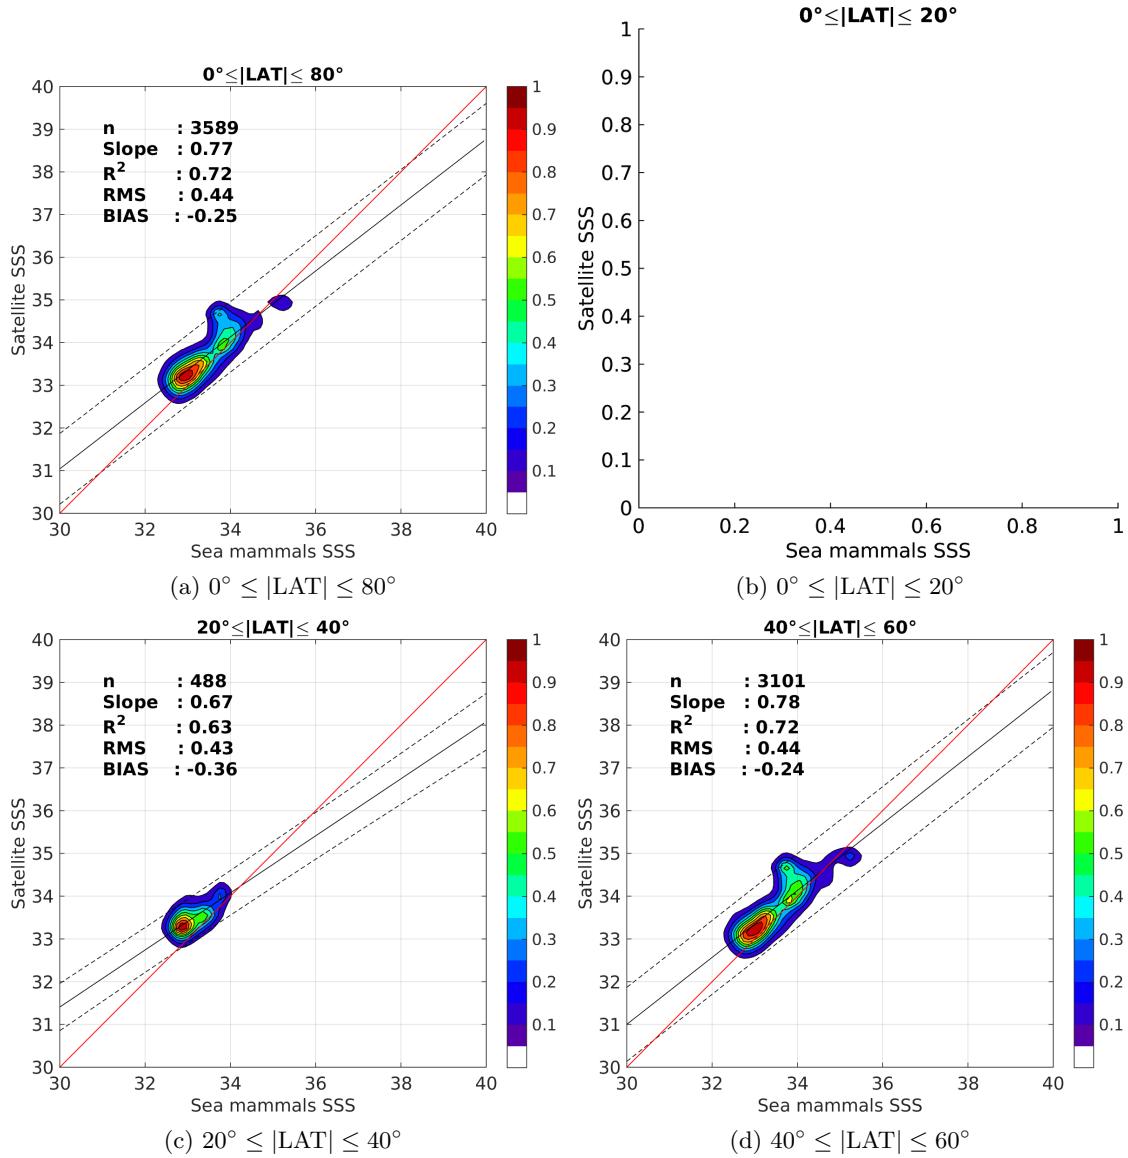 0°≤|LAT|≤ 80°
40
39
38
37
36
35
34
33
32
31
30
30 32 34 36 38 40
Satellite SSS
Sea mammals SSS
n : 3589
Slope : 0.77
R² : 0.72
RMS : 0.44
BIAS : -0.25
1
0.9
0.8
0.7
0.6
0.5
0.4
0.3
0.2
0.1
(a) 0° ≤ |LAT| ≤ 80°
0°≤|LAT|≤ 20°
1
0.9
0.8
0.7
0.6
0.5
0.4
0.3
0.2
0.1
0
0 0.2 0.4 0.6 0.8 1
Satellite SSS
Sea mammals SSS
(b) 0° ≤ |LAT| ≤ 20°
20°≤|LAT|≤ 40°
40
39
38
37
36
35
34
33
32
31
30
30 32 34 36 38 40
Satellite SSS
Sea mammals SSS
n : 488
Slope : 0.67
R² : 0.63
RMS : 0.43
BIAS : -0.36
1
0.9
0.8
0.7
0.6
0.5
0.4
0.3
0.2
0.1
(c) 20° ≤ |LAT| ≤ 40°
40°≤|LAT|≤ 60°
40
39
38
37
36
35
34
33
32
31
30
30 32 34 36 38 40
Satellite SSS
Sea mammals SSS
n : 3101
Slope : 0.78
R² : 0.72
RMS : 0.44
BIAS : -0.24
1
0.9
0.8
0.7
0.6
0.5
0.4
0.3
0.2
0.1
(d) 40° ≤ |LAT| ≤ 60°